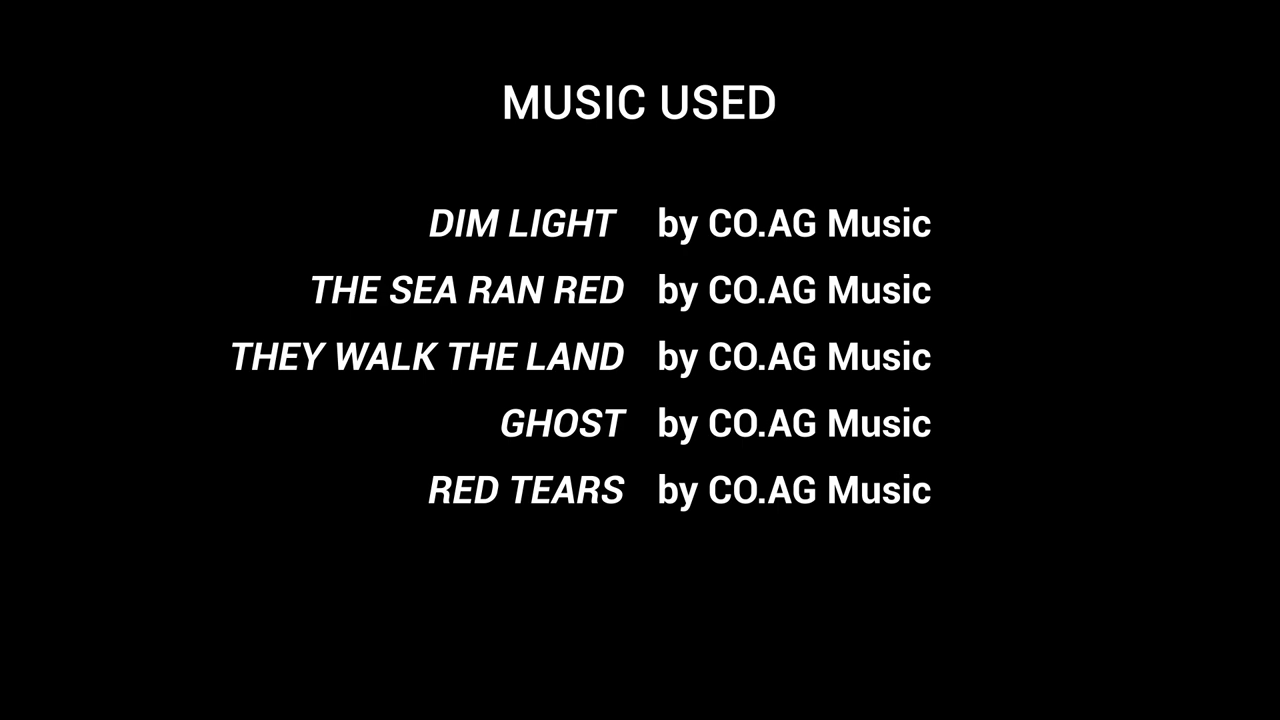 MUSIC USED
DIM LIGHT by CO.AG Music
THE SEA RAN RED by CO.AG Music
THEY WALK THE LAND by CO.AG Music
GHOST by CO.AG Music
RED TEARS by CO.AG Music